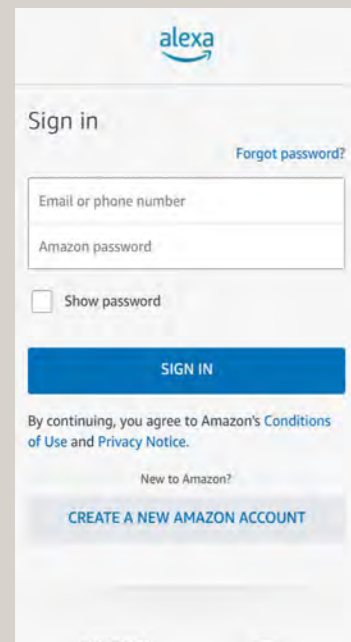 alexa
Sign in
Forgot password?
Email or phone number
Amazon password
Show password
SIGN IN
By continuing, you agree to Amazon's Conditions
of Use and Privacy Notice.
New to Amazon?
CREATE A NEW AMAZON ACCOUNT